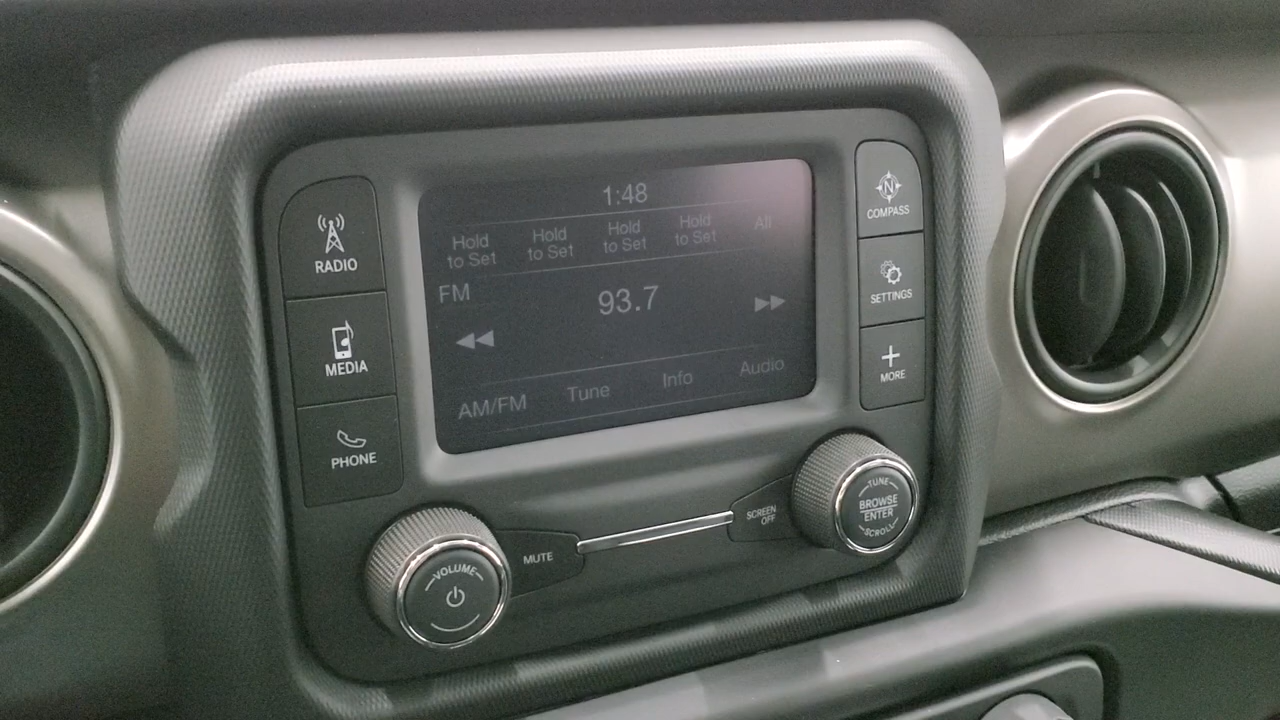 1:48
Hold
to Set
Hold
to Set
Hold
to Set
Hold
to Set
All
FM
93.7
AM/FM
Tune
Info
Audio
RADIO
MEDIA
PHONE
N
COMPASS
SETTINGS
MORE
VOLUME
MUTE
SCREEN
OFF
TUNE
BROWSE
ENTER
SCROLL